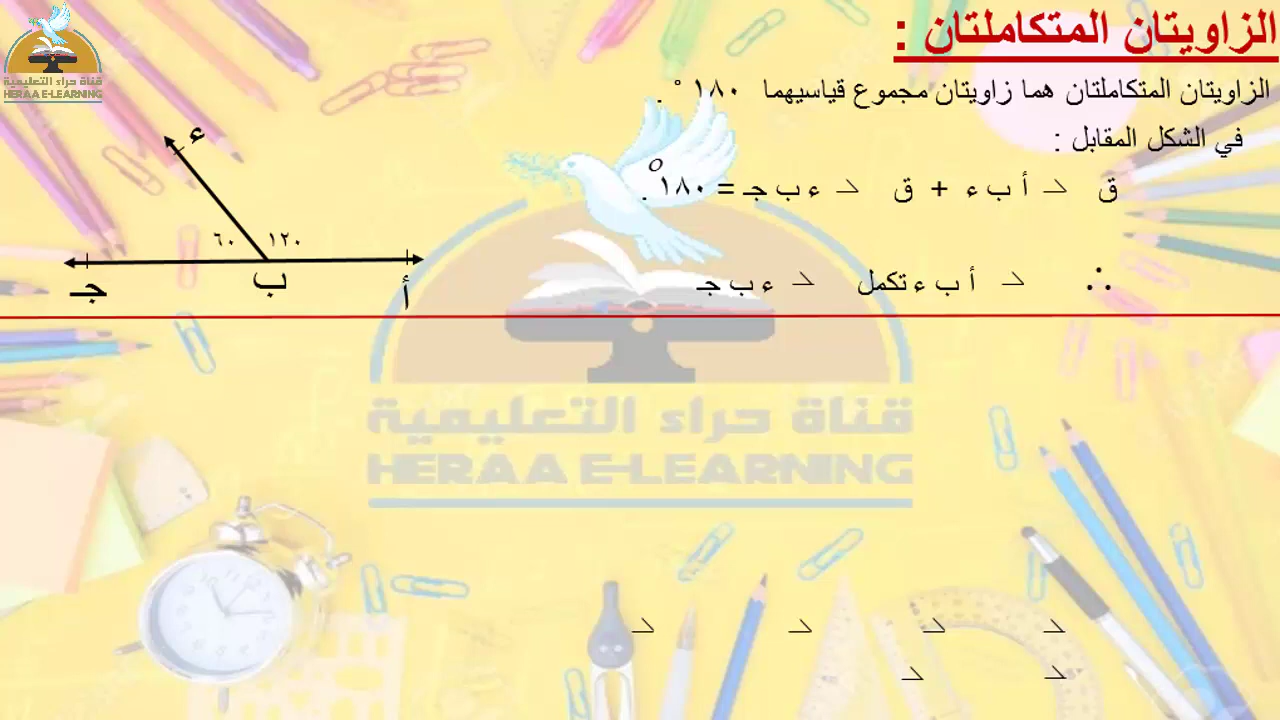 الزاويتان المتكاملتان :
الزاويتان المتكاملتان هما زاويتان مجموع قياسيهما ١٨٠ ° .
في الشكل المقابل :
ق ﮯ أ ب ء + ق ﮯ ء ب جـ = ١٨٠° .
∴ ﮯ أ ب ء تكمل ﮯ ء ب جـ
ء
٦٠ ١٢٠
جـ ب أ
قناة حراء التعليمية
HERAA E-LEARNING
قناة حراء التعليمية
HERAA E-LEARNING